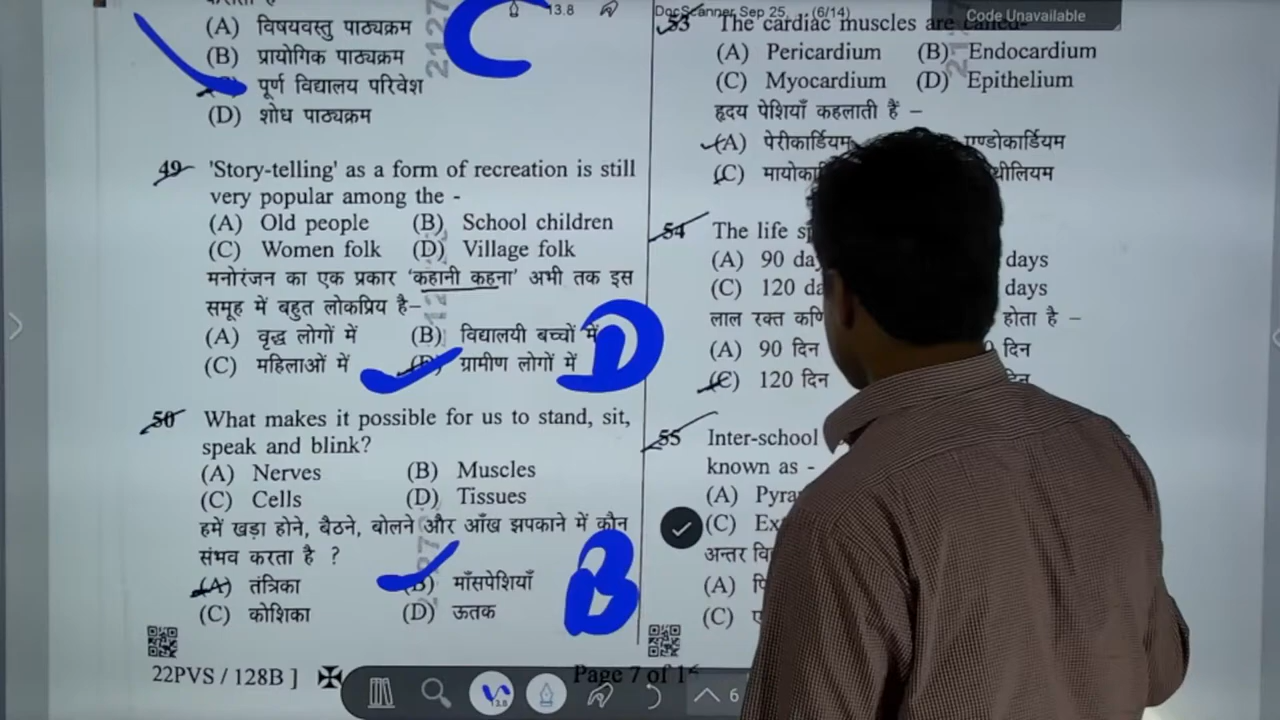 13.8
DocScanner Sep 25, (6/14)
Code Unavailable
(A) विषयवस्तु पाठ्यक्रम
(B) प्रायोगिक पाठ्यक्रम
पूर्ण विद्यालय परिवेश
(D) शोध पाठ्यक्रम
C
49 'Story-telling' as a form of recreation is still
very popular among the -
(A) Old people (B) School children
(C) Women folk (D) Village folk
मनोरंजन का एक प्रकार ‘कहानी कहना’ अभी तक इस
समूह में बहुत लोकप्रिय है–
(A) वृद्ध लोगों में (B) विद्यालयी बच्चों में
(C) महिलाओं में (D) ग्रामीण लोगों में
D
50 What makes it possible for us to stand, sit,
speak and blink?
(A) Nerves (B) Muscles
(C) Cells (D) Tissues
हमें खड़ा होने, बैठने, बोलने और आँख झपकाने में कौन
संभव करता है ?
(A) तंत्रिका (B) माँसपेशियाँ
(C) कोशिका (D) ऊतक
B
22PVS / 128B ]
Page 7 of
53 The cardiac muscles are called-
(A) Pericardium (B) Endocardium
(C) Myocardium (D) Epithelium
हृदय पेशियाँ कहलाती हैं –
(A) पेरीकार्डियम एण्डोकार्डियम
(C)
54 The life
(A) 90 days
(C) 120 days
लाल रक्त होता है –
(A) 90 दिन दिन
(C) 120 दिन
55 Inter-school
known as -
(A)
(C)
अन्तर
(A)
(C)
13.8
6